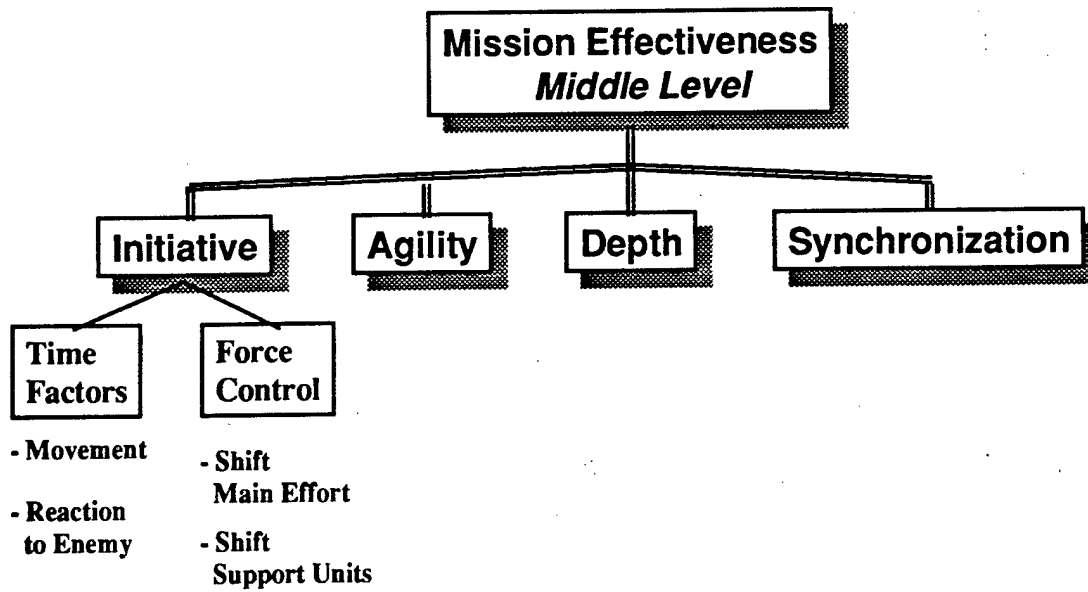 Mission Effectiveness
Middle Level
Initiative
Agility
Depth
Synchronization
Time
Factors
Force
Control
- Movement
- Reaction
to Enemy
- Shift
Main Effort
- Shift
Support Units